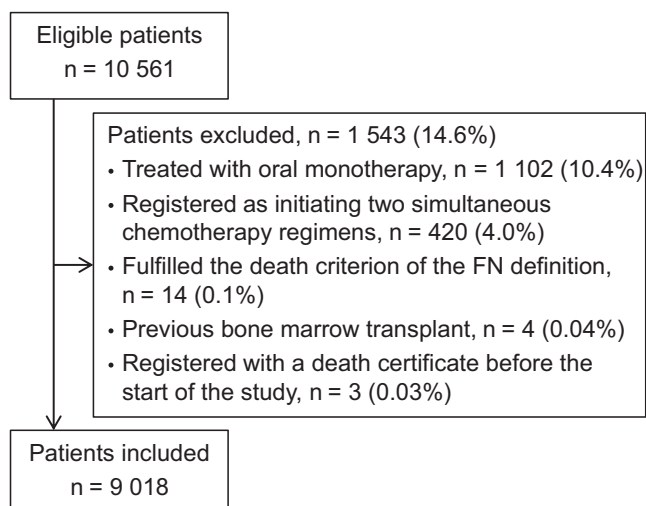 Eligible patients
n = 10 561
Patients excluded, n = 1 543 (14.6%)
• Treated with oral monotherapy, n = 1 102 (10.4%)
• Registered as initiating two simultaneous
chemotherapy regimens, n = 420 (4.0%)
• Fulfilled the death criterion of the FN definition,
n = 14 (0.1%)
• Previous bone marrow transplant, n = 4 (0.04%)
• Registered with a death certificate before the
start of the study, n = 3 (0.03%)
Patients included
n = 9 018